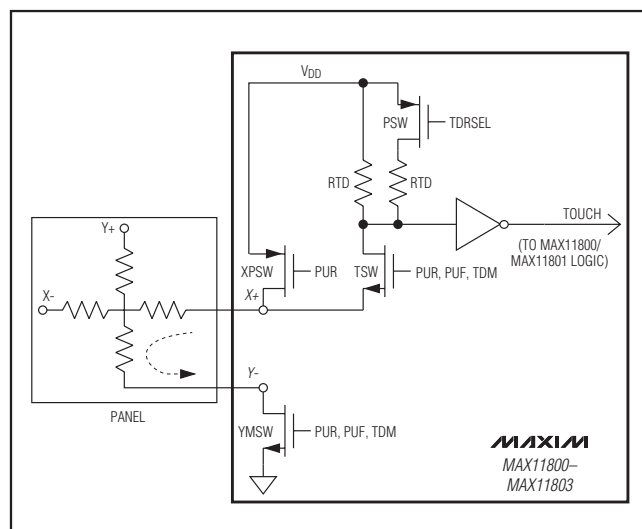 VDD
PSW
TDRSEL
RTD
RTD
TOUCH
(TO MAX11800/
MAX11801 LOGIC)
Y+
XPSW
PUR
TSW
PUR, PUF, TDM
X-
X+
Y-
PANEL
YMSW
PUR, PUF, TDM
MAXIM
MAX11800–
MAX11803